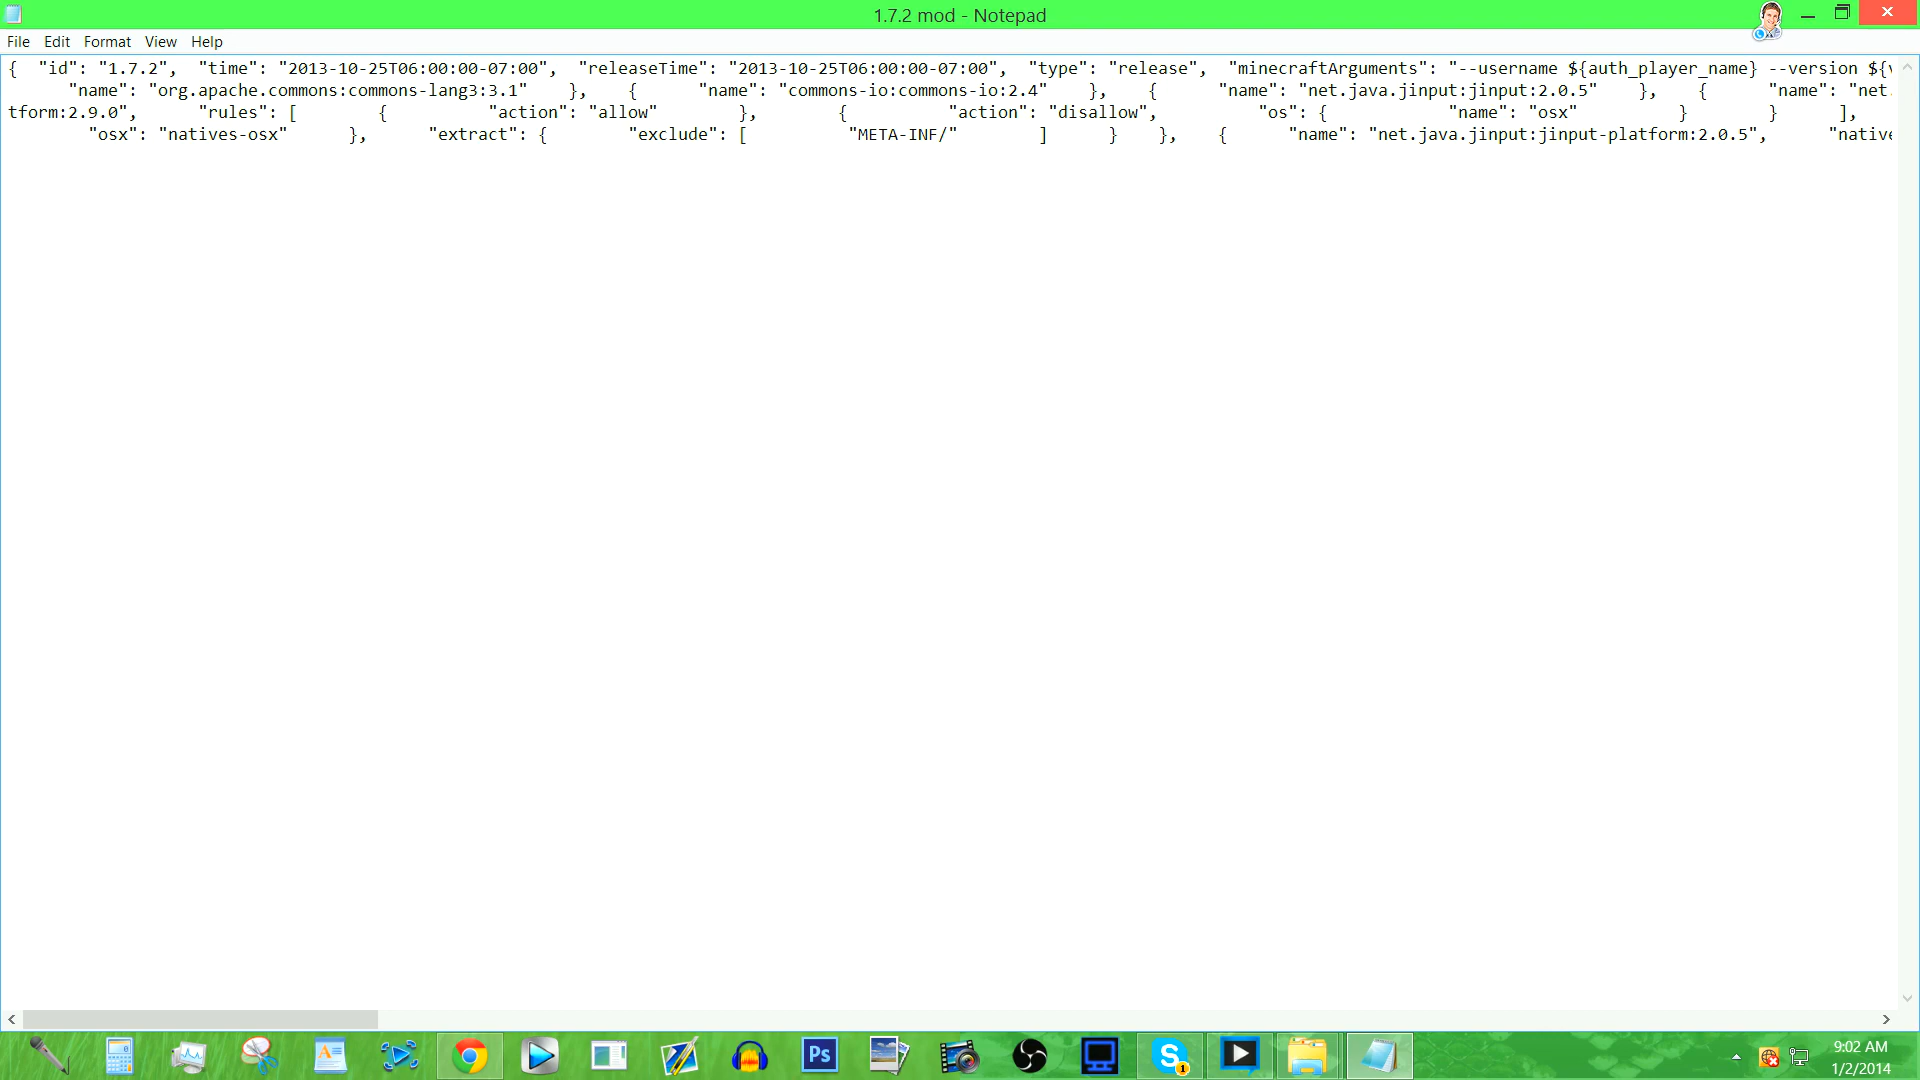 1.7.2 mod - Notepad
File Edit Format View Help
{  "id": "1.7.2",  "time": "2013-10-25T06:00:00-07:00",  "releaseTime": "2013-10-25T06:00:00-07:00",  "type": "release",  "minecraftArguments": "--username ${auth_player_name} --version ${v
"name": "org.apache.commons:commons-lang3:3.1"    },    {      "name": "commons-io:commons-io:2.4"    },    {      "name": "net.java.jinput:jinput:2.0.5"    },    {      "name": "net.
tform:2.9.0",      "rules": [        {          "action": "allow"        },        {          "action": "disallow",          "os": {            "name": "osx"          }        }      ],
"osx": "natives-osx"      },      "extract": {        "exclude": [          "META-INF/"        ]      }    },    {      "name": "net.java.jinput:jinput-platform:2.0.5",      "native
Ps
S
1
9:02 AM
1/2/2014